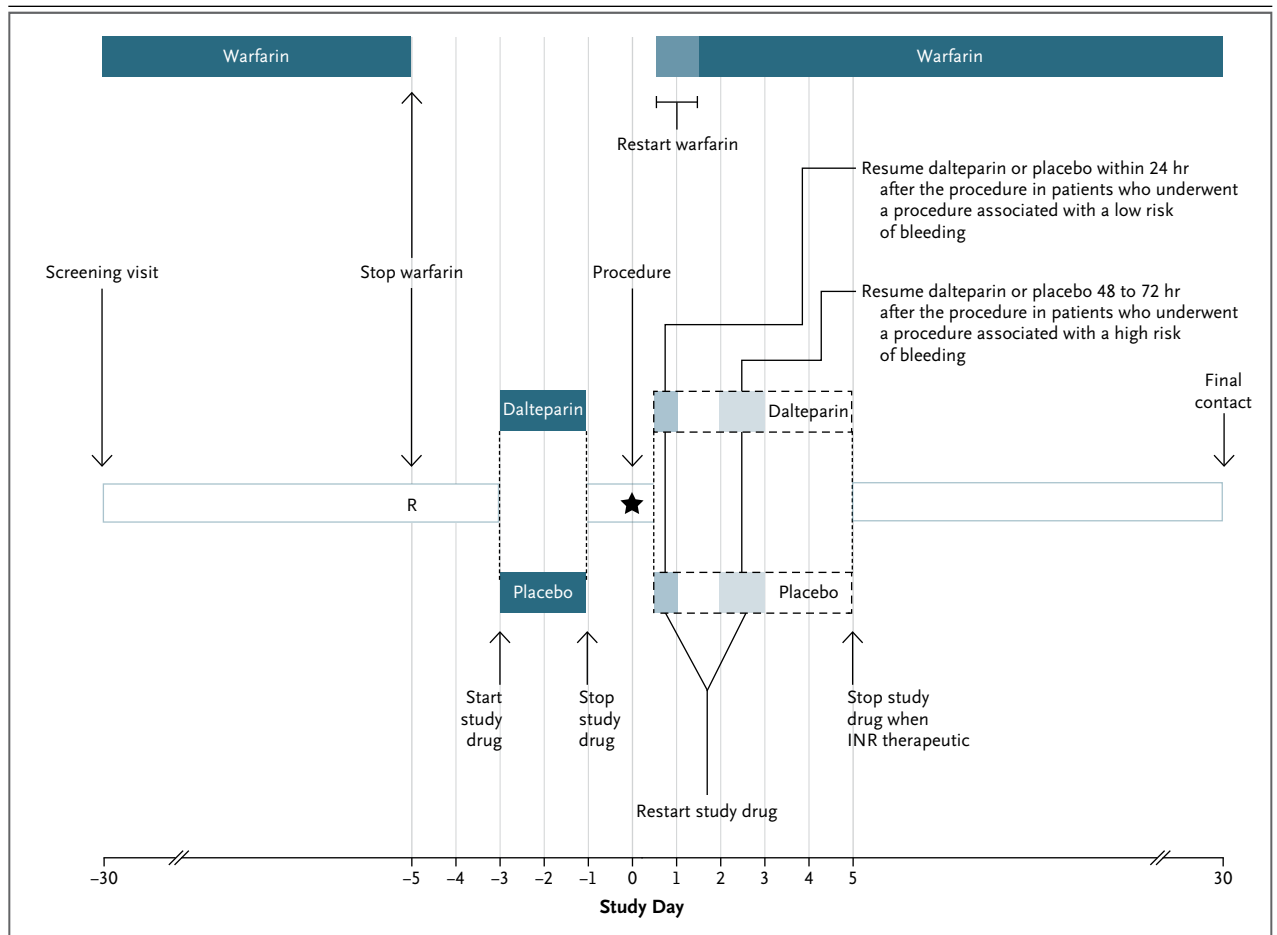 Warfarin
Warfarin
Restart warfarin
Resume dalteparin or placebo within 24 hr
after the procedure in patients who underwent
a procedure associated with a low risk
of bleeding
Screening visit
Stop warfarin
Procedure
Resume dalteparin or placebo 48 to 72 hr
after the procedure in patients who underwent
a procedure associated with a high risk
of bleeding
Final
contact
Dalteparin
Dalteparin
R
Placebo
Placebo
Start
study
drug
Stop
study
drug
Stop study
drug when
INR therapeutic
Restart study drug
–30 –5 –4 –3 –2 –1 0 1 2 3 4 5 30
Study Day